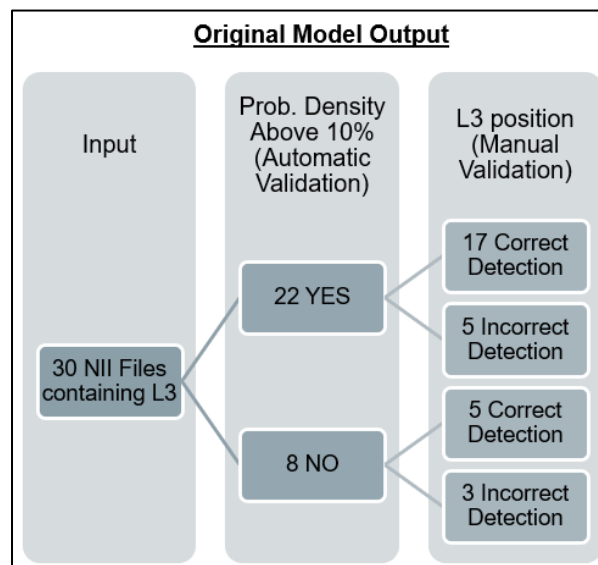 Original Model Output
Input
Prob. Density
Above 10%
(Automatic
Validation)
L3 position
(Manual
Validation)
30 NII Files
containing L3
22 YES
8 NO
17 Correct
Detection
5 Incorrect
Detection
5 Correct
Detection
3 Incorrect
Detection